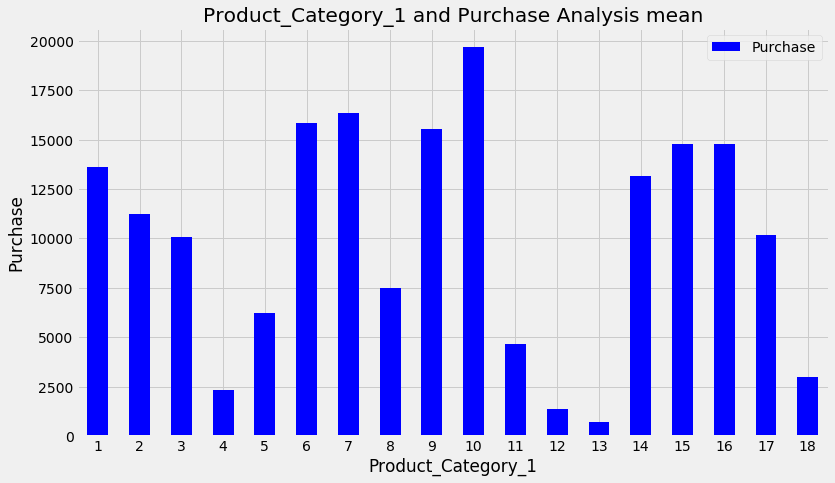 Product_Category_1 and Purchase Analysis mean
Purchase
20000
17500
15000
12500
10000
7500
5000
2500
0
Purchase
1 2 3 4 5 6 7 8 9 10 11 12 13 14 15 16 17 18
Product_Category_1